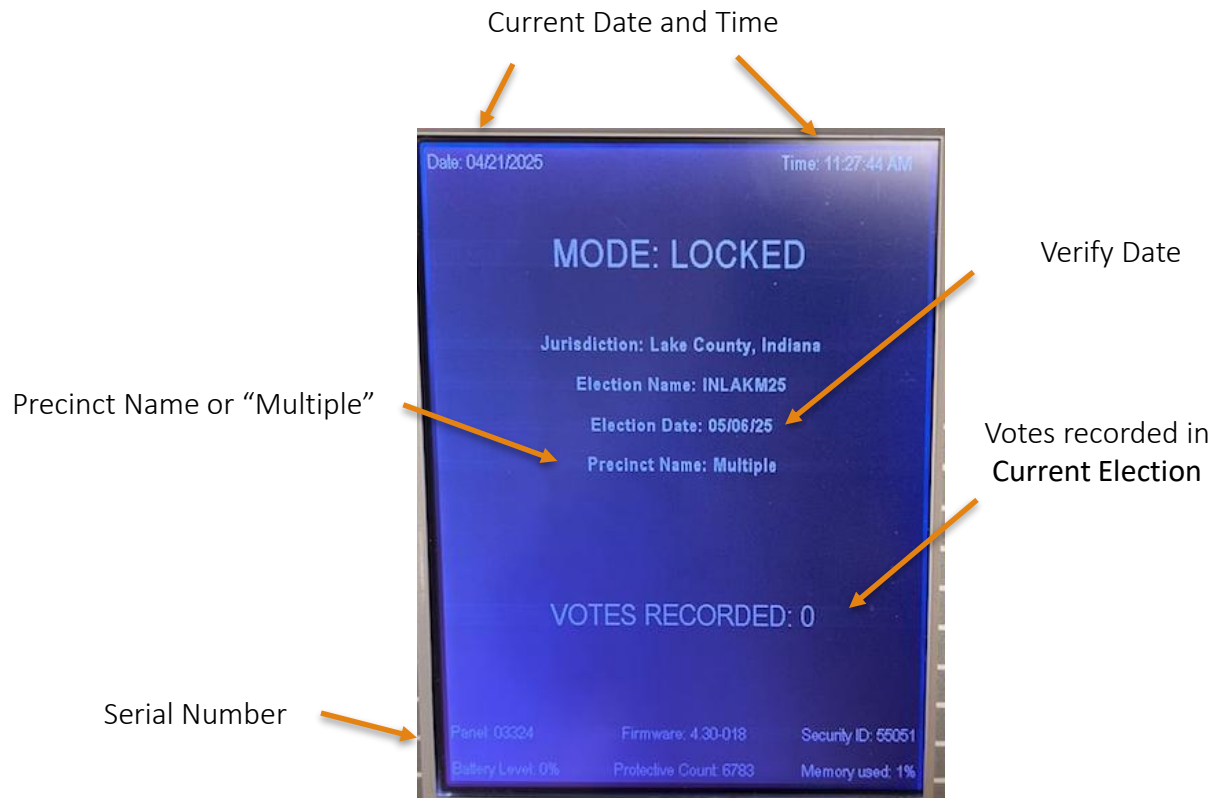 Current Date and Time
Date: 04/21/2025 Time: 11:27:44 AM
MODE: LOCKED
Verify Date
Jurisdiction: Lake County, Indiana
Election Name: INLAKM25
Precinct Name or “Multiple”
Election Date: 05/06/25
Votes recorded in
Current Election
Precinct Name: Multiple
VOTES RECORDED: 0
Serial Number
Panel: 03324 Firmware: 4.30-018 Security ID: 55051
Battery Level: 0% Protective Count: 6783 Memory used: 1%